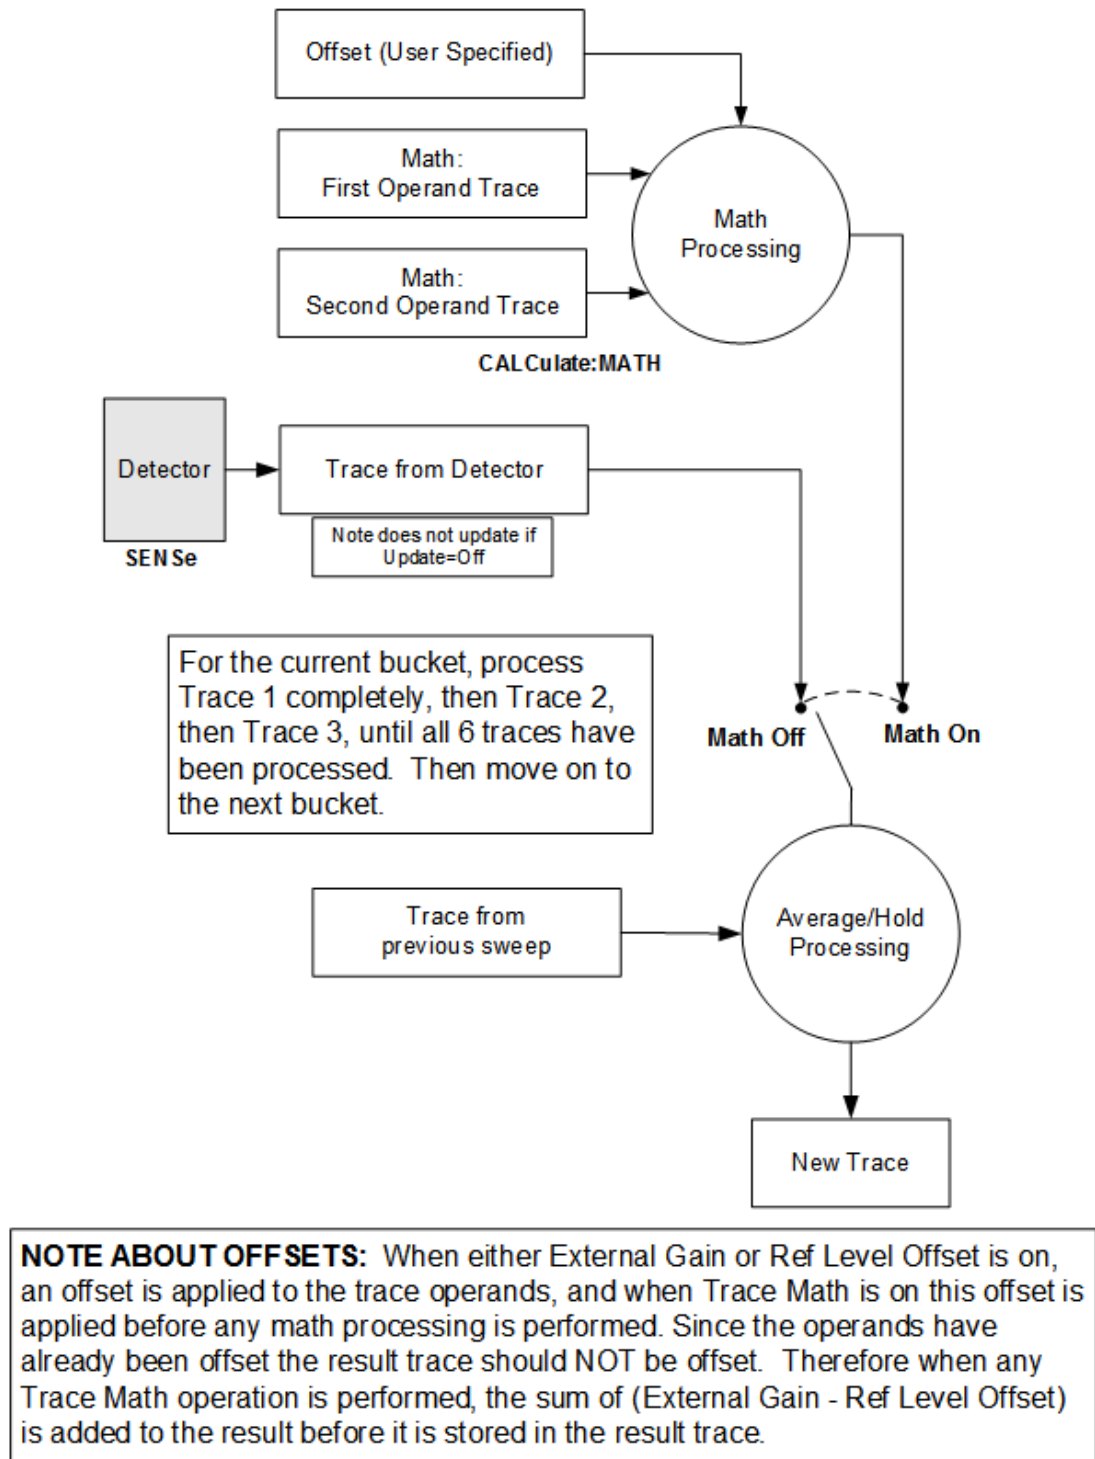 Offset (User Specified)
Math:
First Operand Trace
Math:
Second Operand Trace
Math
Processing
CALCulate:MATH
Detector
SENSe
Trace from Detector
Note does not update if
Update=Off
For the current bucket, process
Trace 1 completely, then Trace 2,
then Trace 3, until all 6 traces have
been processed.  Then move on to
the next bucket.
Math Off
Math On
Trace from
previous sweep
Average/Hold
Processing
New Trace
NOTE ABOUT OFFSETS:  When either External Gain or Ref Level Offset is on,
an offset is applied to the trace operands, and when Trace Math is on this offset is
applied before any math processing is performed. Since the operands have
already been offset the result trace should NOT be offset.  Therefore when any
Trace Math operation is performed, the sum of (External Gain - Ref Level Offset)
is added to the result before it is stored in the result trace.